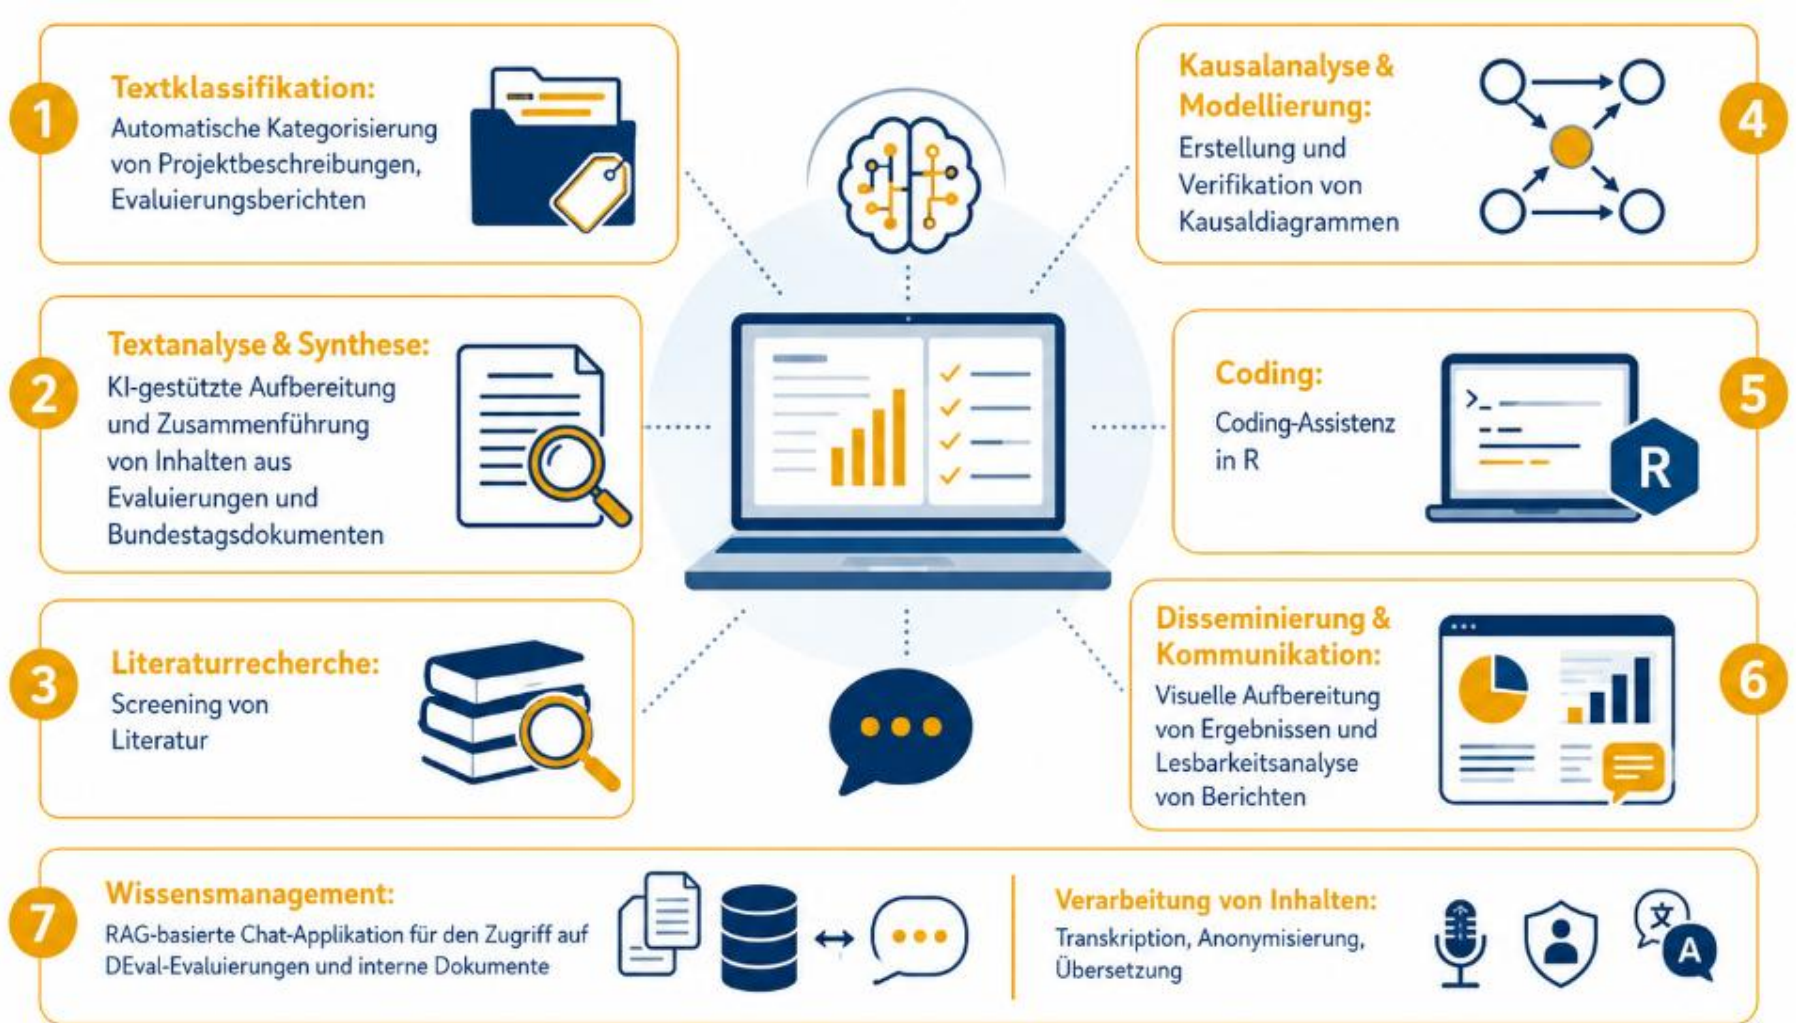 1
Textklassifikation:
Automatische Kategorisierung
von Projektbeschreibungen,
Evaluierungsberichten
2
Textanalyse & Synthese:
KI-gestützte Aufbereitung
und Zusammenführung
von Inhalten aus
Evaluierungen und
Bundestagsdokumenten
3
Literaturrecherche:
Screening von
Literatur
4
Kausalanalyse &
Modellierung:
Erstellung und
Verifikation von
Kausaldiagrammen
5
Coding:
Coding-Assistenz
in R
>_
R
6
Disseminierung &
Kommunikation:
Visuelle Aufbereitung
von Ergebnissen und
Lesbarkeitsanalyse
von Berichten
7
Wissensmanagement:
RAG-basierte Chat-Applikation für den Zugriff auf
DEval-Evaluierungen und interne Dokumente
Verarbeitung von Inhalten:
Transkription, Anonymisierung,
Übersetzung
文
A